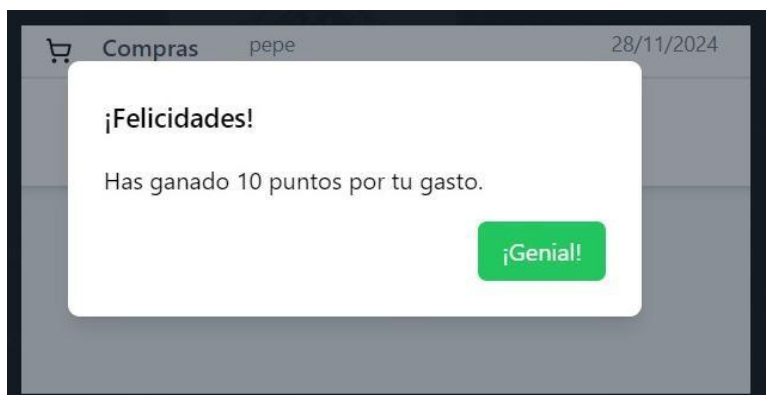 Compras pepe 28/11/2024
¡Felicidades!
Has ganado 10 puntos por tu gasto.
¡Genial!